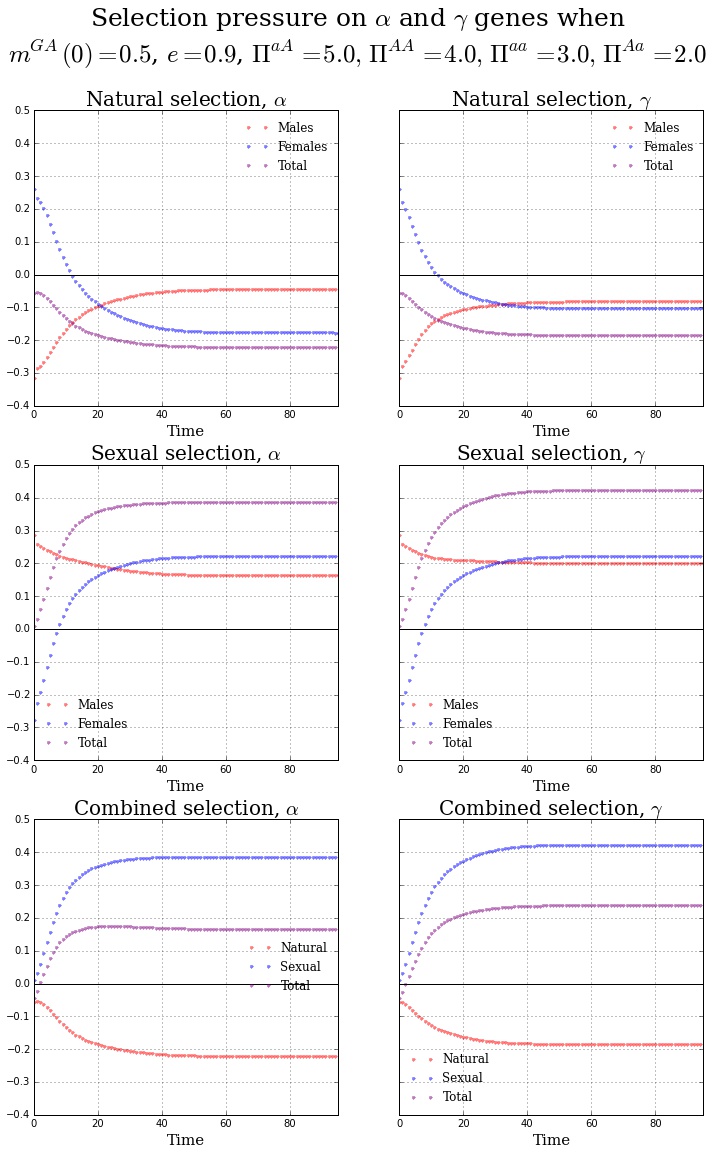 Selection pressure on α and γ genes when
m^{GA}(0)=0.5, e=0.9, Π^{aA}=5.0, Π^{AA}=4.0, Π^{aa}=3.0, Π^{Aa}=2.0
Natural selection, α
0.5
0.4
0.3
0.2
0.1
0.0
−0.1
−0.2
−0.3
−0.4
Males
Females
Total
0 20 40 60 80
Time
Natural selection, γ
Males
Females
Total
0 20 40 60 80
Time
Sexual selection, α
0.5
0.4
0.3
0.2
0.1
0.0
−0.1
−0.2
−0.3
−0.4
Males
Females
Total
0 20 40 60 80
Time
Sexual selection, γ
Males
Females
Total
0 20 40 60 80
Time
Combined selection, α
0.5
0.4
0.3
0.2
0.1
0.0
−0.1
−0.2
−0.3
−0.4
Natural
Sexual
Total
0 20 40 60 80
Time
Combined selection, γ
Natural
Sexual
Total
0 20 40 60 80
Time